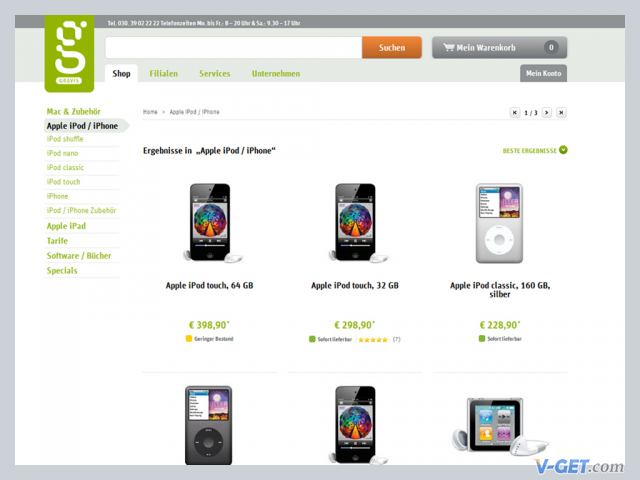 Tel. 030. 39 02 22 22 Telefonzeiten Mo. bis Fr.: 8 – 20 Uhr & Sa.: 9.30 – 17 Uhr
g
GRAVIS
Suchen
Mein Warenkorb 0
Shop
Filialen
Services
Unternehmen
Mein Konto
Mac & Zubehör
Apple iPod / iPhone
iPod shuffle
iPod nano
iPod classic
iPod touch
iPhone
iPod / iPhone Zubehör
Apple iPad
Tarife
Software / Bücher
Specials
Home » Apple iPod / iPhone
1 / 3
Ergebnisse in „Apple iPod / iPhone“
BESTE ERGEBNISSE
Apple iPod touch, 64 GB
€ 398,90*
Geringer Bestand
Apple iPod touch, 32 GB
€ 298,90*
Sofort lieferbar (7)
Apple iPod classic, 160 GB,
silber
€ 228,90*
Sofort lieferbar
V-GET.com